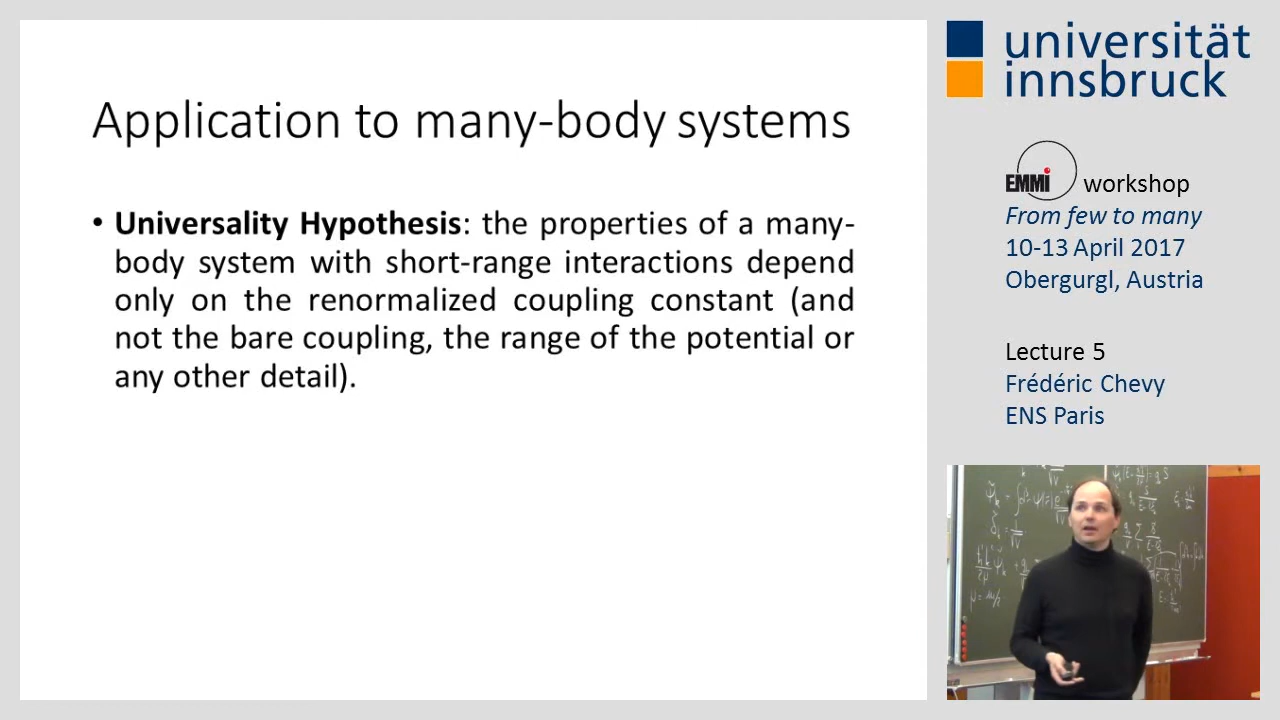 Application to many-body systems
• Universality Hypothesis: the properties of a many-
body system with short-range interactions depend
only on the renormalized coupling constant (and
not the bare coupling, the range of the potential or
any other detail).
universität
innsbruck
EMMI workshop
From few to many
10-13 April 2017
Obergurgl, Austria
Lecture 5
Frédéric Chevy
ENS Paris